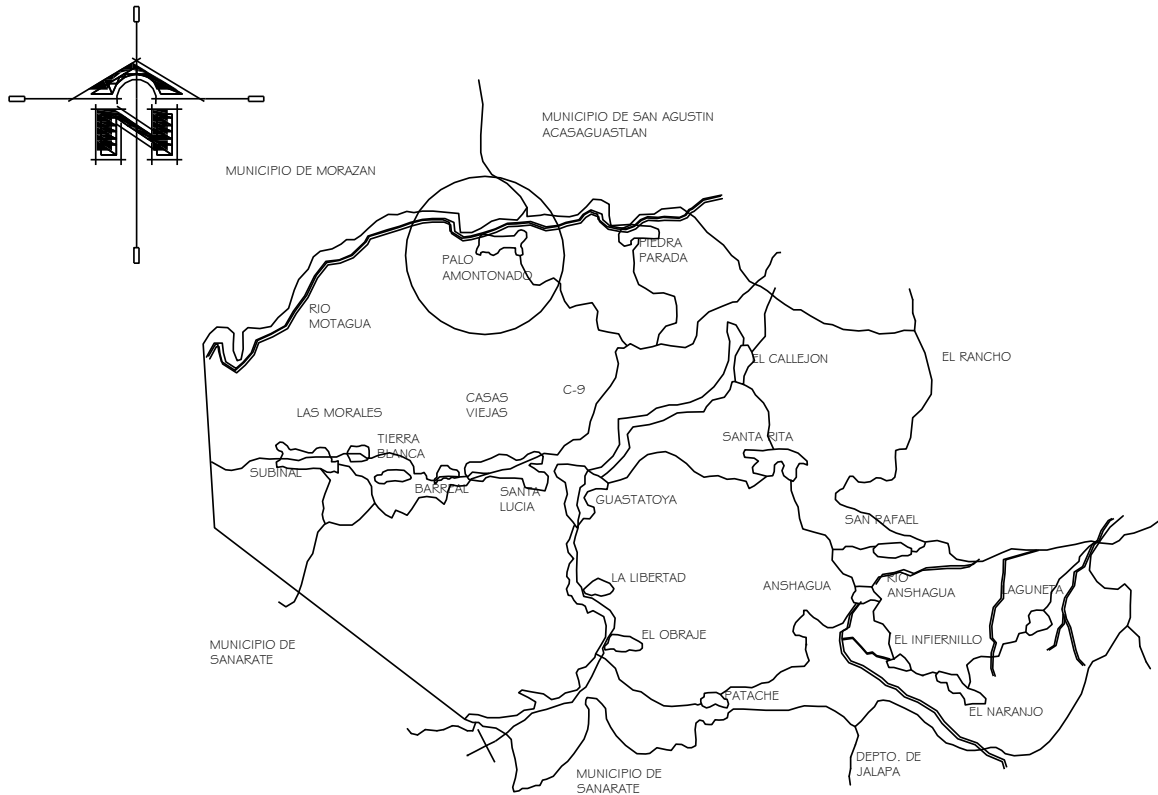 MUNICIPIO DE SAN AGUSTIN
ACASAGUASTLAN
MUNICIPIO DE MORAZAN
PIEDRA
PARADA
PALO
AMONTONADO
RIO
MOTAGUA
EL CALLEJON
EL RANCHO
C-9
CASAS
VIEJAS
LAS MORALES
TIERRA
BLANCA
SANTA RITA
SUBINAL
BARREAL
SANTA
LUCIA
GUASTATOYA
SAN RAFAEL
LA LIBERTAD
ANSHAGUA
RIO
ANSHAGUA
LAGUNETA
EL OBRAJE
EL INFIERNILLO
MUNICIPIO DE
SANARATE
PATACHE
EL NARANJO
DEPTO. DE
JALAPA
MUNICIPIO DE
SANARATE